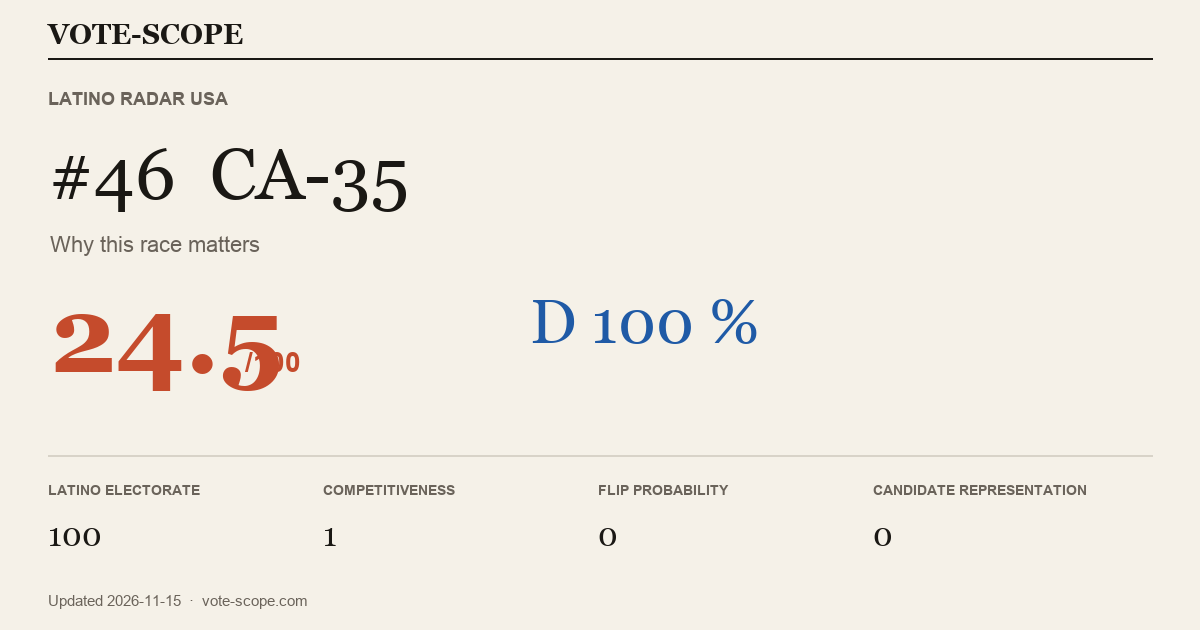 VOTE-SCOPE
LATINO RADAR USA
#46 CA-35
Why this race matters
24.5 /100
D 100 %
LATINO ELECTORATE COMPETITIVENESS FLIP PROBABILITY CANDIDATE REPRESENTATION
100 1 0 0
Updated 2026-11-15 · vote-scope.com